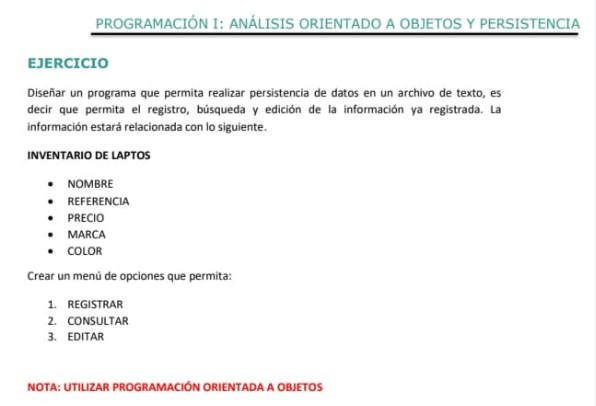 PROGRAMACIÓN I: ANÁLISIS ORIENTADO A OBJETOS Y PERSISTENCIA
EJERCICIO
Diseñar un programa que permita realizar persistencia de datos en un archivo de texto, es
decir que permita el registro, búsqueda y edición de la información ya registrada. La
información estará relacionada con lo siguiente.
INVENTARIO DE LAPTOS
• NOMBRE
• REFERENCIA
• PRECIO
• MARCA
• COLOR
Crear un menú de opciones que permita:
1. REGISTRAR
2. CONSULTAR
3. EDITAR
NOTA: UTILIZAR PROGRAMACIÓN ORIENTADA A OBJETOS